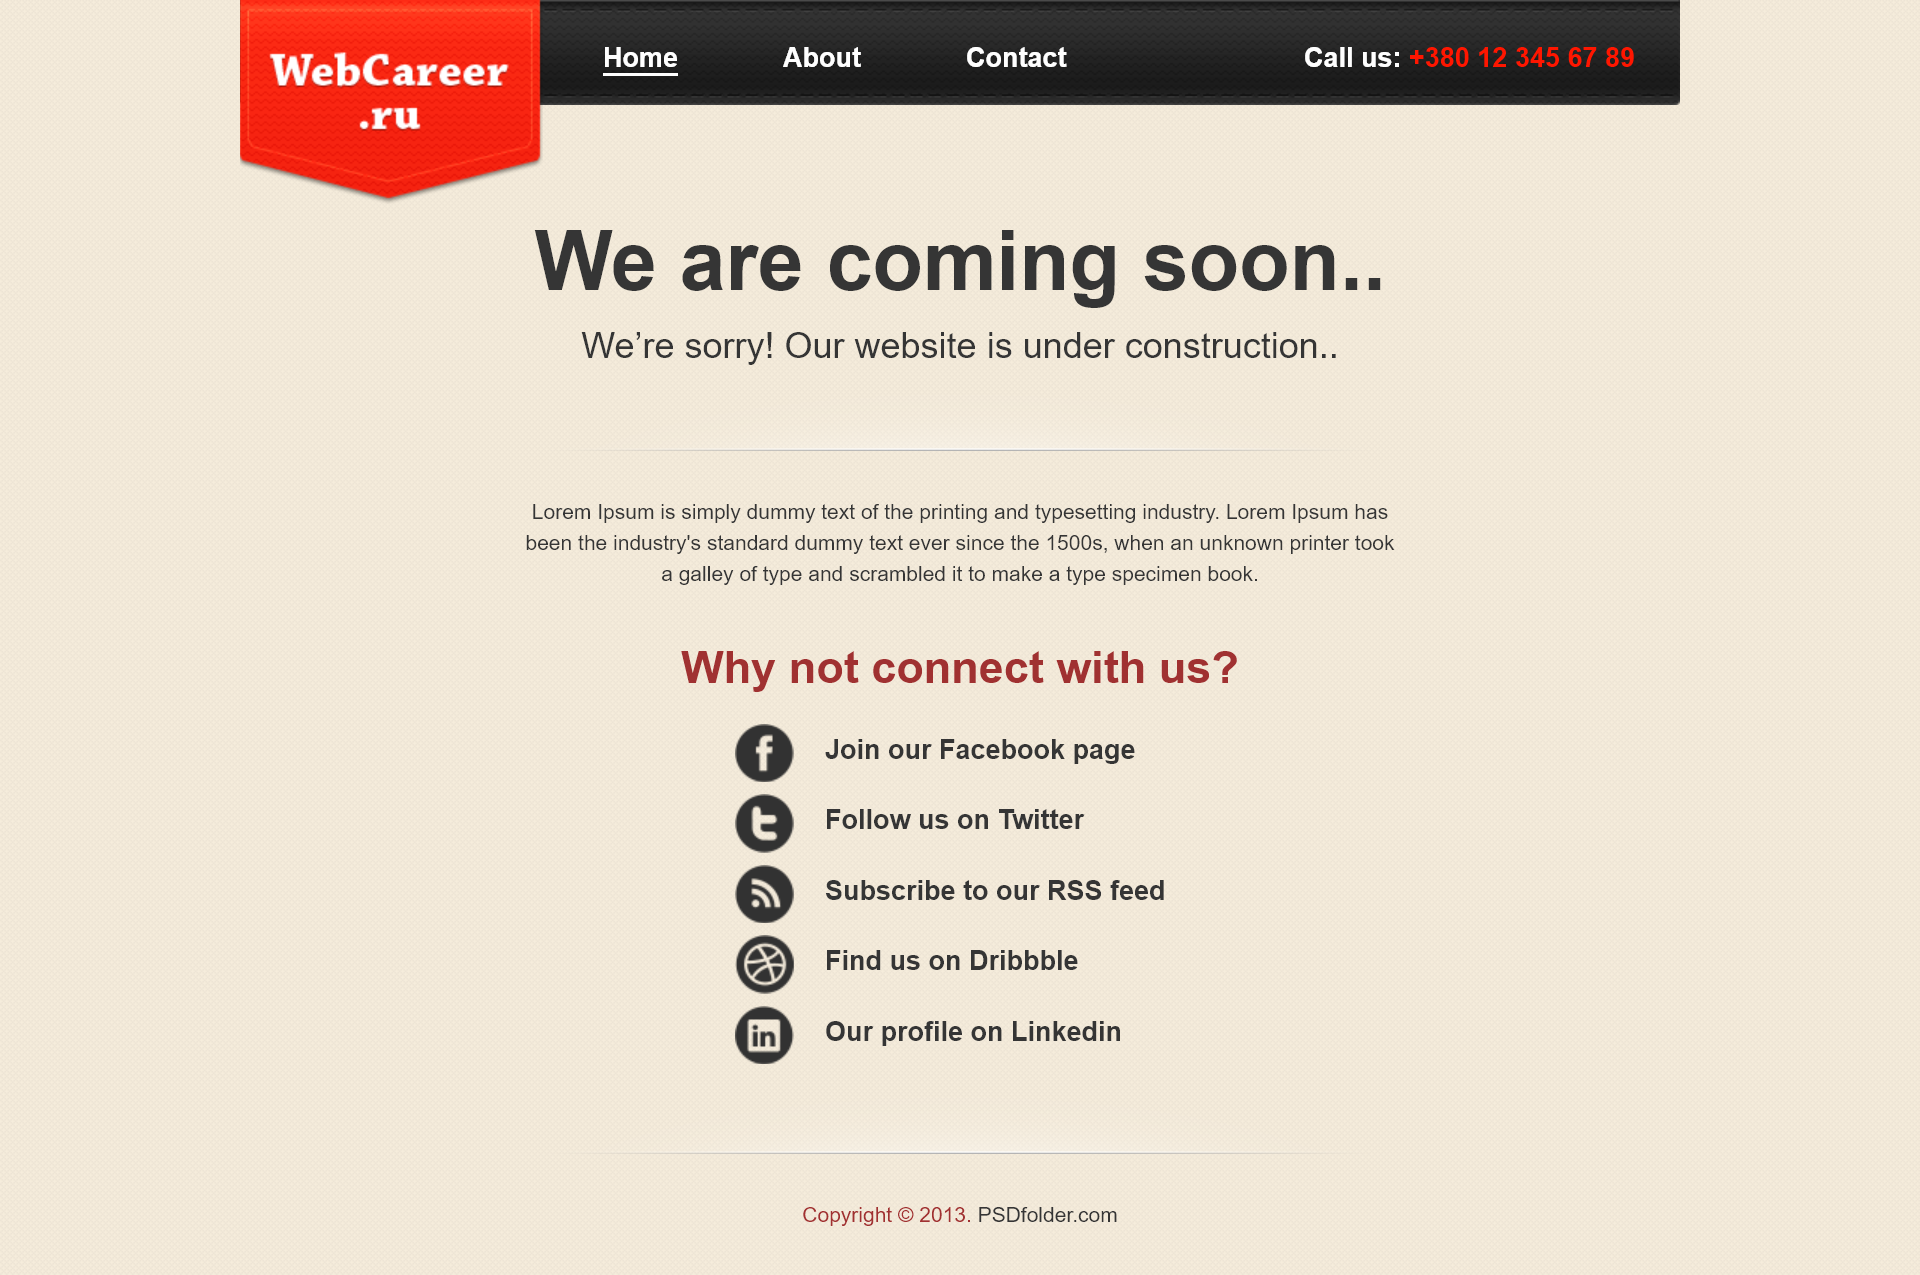 WebCareer
.ru
Home About Contact Call us: +380 12 345 67 89
We are coming soon..
We’re sorry! Our website is under construction..
Lorem Ipsum is simply dummy text of the printing and typesetting industry. Lorem Ipsum has
been the industry's standard dummy text ever since the 1500s, when an unknown printer took
a galley of type and scrambled it to make a type specimen book.
Why not connect with us?
Join our Facebook page
Follow us on Twitter
Subscribe to our RSS feed
Find us on Dribbble
Our profile on Linkedin
Copyright © 2013. PSDfolder.com